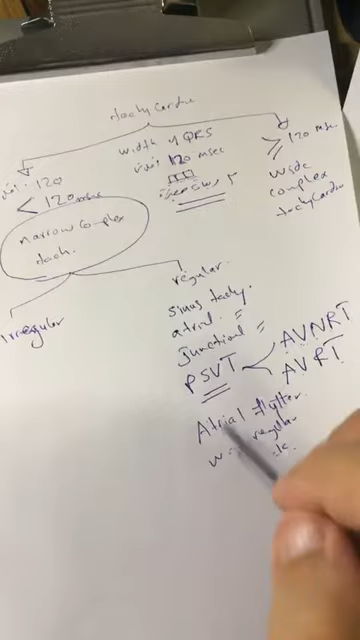 tachycardia
width of QRS
120 msec
< 120 msec
narrow complex
tach.
≥ 120 msec
wide
complex
tachycardia
Irregular
regular.
sinus tachy.
atrial "
junctional "
PSVT
AVNRT
AVRT
Atrial flutter
regular